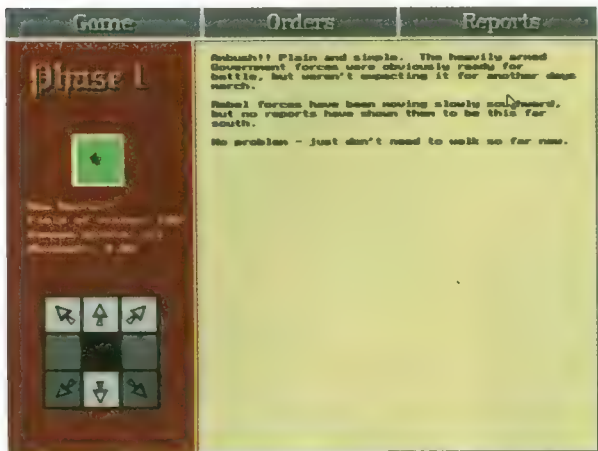 Game
Orders
Reports
Phase 1
Ambush!! Plain and simple. The heavily armed
Government forces were obviously ready for
battle, but weren't expecting it for another days
march.
Rebel forces have been moving slowly southward,
but no reports have shown them to be this far
south.
No problem - just don't need to walk so far now.